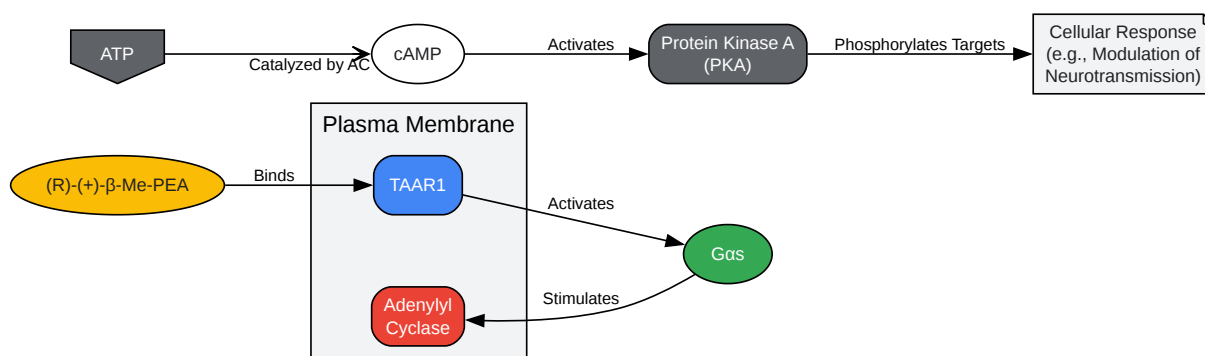 ATP
Catalyzed by AC
cAMP
Activates
Protein Kinase A
(PKA)
Phosphorylates Targets
Cellular Response
(e.g., Modulation of
Neurotransmission)
Plasma Membrane
(R)-(+)-β-Me-PEA
Binds
TAAR1
Activates
Gαs
Stimulates
Adenylyl
Cyclase